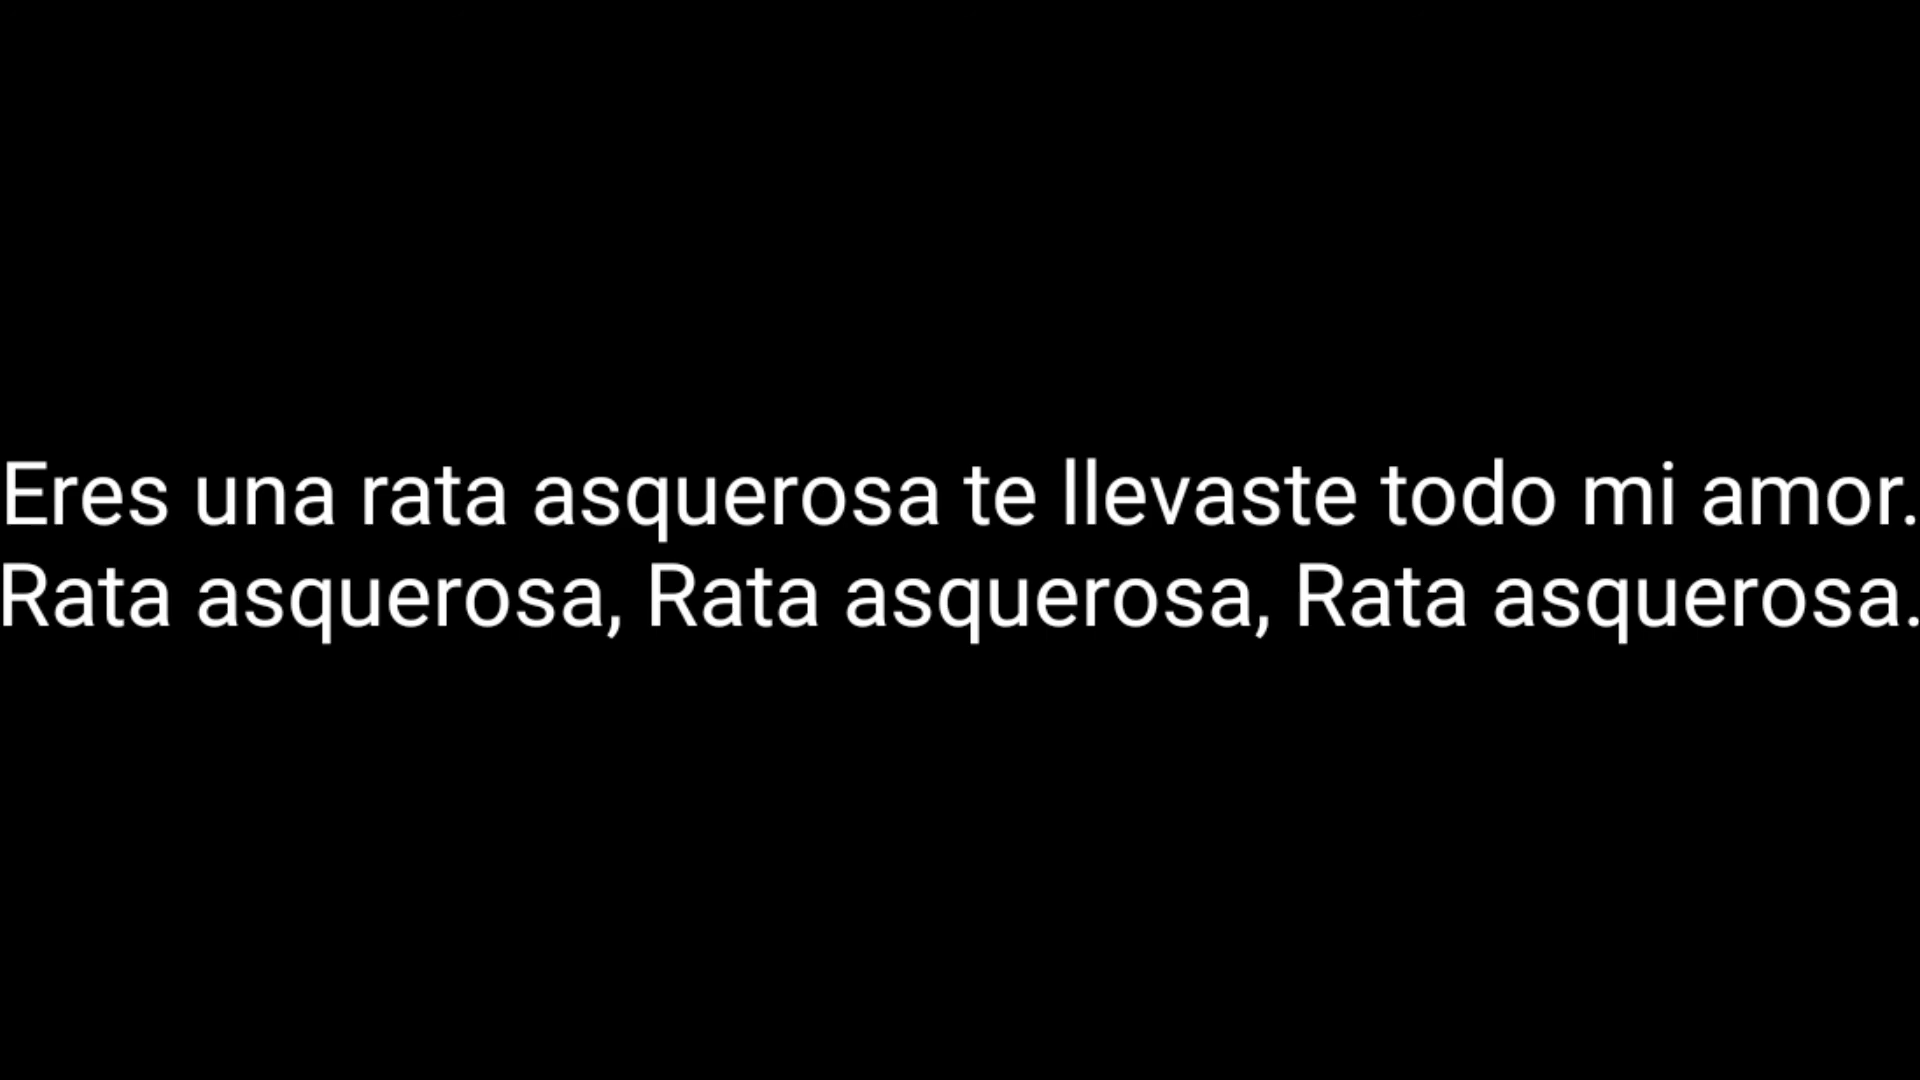 Eres una rata asquerosa te llevaste todo mi amor.
Rata asquerosa, Rata asquerosa, Rata asquerosa.